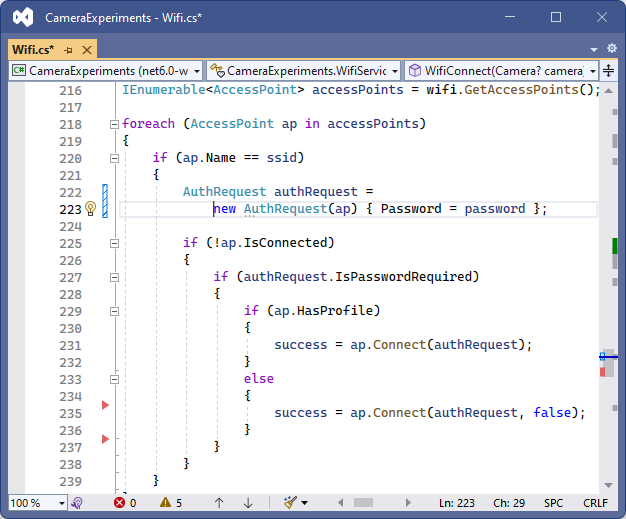 CameraExperiments - Wifi.cs*
Wifi.cs*
C# CameraExperiments (net6.0-w CameraExperiments.WifiServic WifiConnect(Camera? camera,
216 IEnumerable<AccessPoint> accessPoints = wifi.GetAccessPoints();
217
218 foreach (AccessPoint ap in accessPoints)
219 {
220 if (ap.Name == ssid)
221 {
222 AuthRequest authRequest =
223 new AuthRequest(ap) { Password = password };
224
225 if (!ap.IsConnected)
226 {
227 if (authRequest.IsPasswordRequired)
228 {
229 if (ap.HasProfile)
230 {
231 success = ap.Connect(authRequest);
232 }
233 else
234 {
235 success = ap.Connect(authRequest, false);
236 }
237 }
238 }
239 }
100 % 0 5 Ln: 223 Ch: 29 SPC CRLF